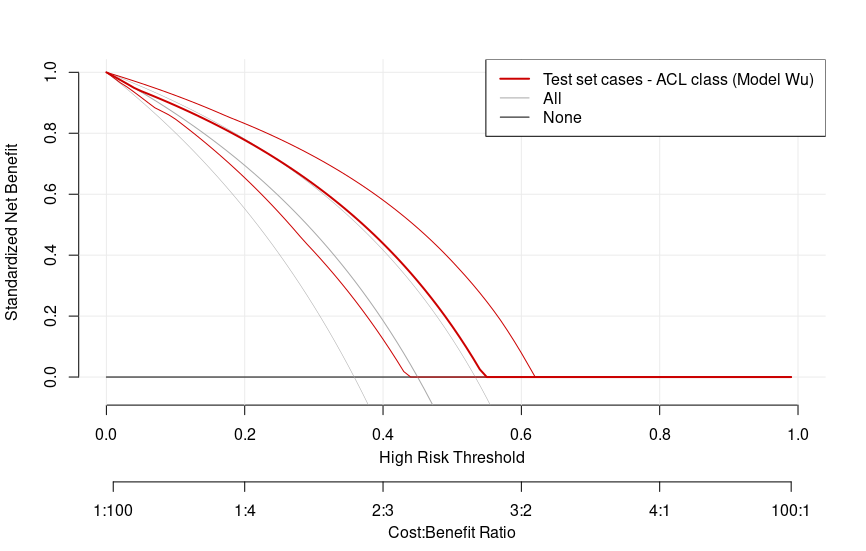 Test set cases - ACL class (Model Wu)
All
None
Standardized Net Benefit
1.0
0.8
0.6
0.4
0.2
0.0
0.0 0.2 0.4 0.6 0.8 1.0
High Risk Threshold
1:100 1:4 2:3 3:2 4:1 100:1
Cost:Benefit Ratio